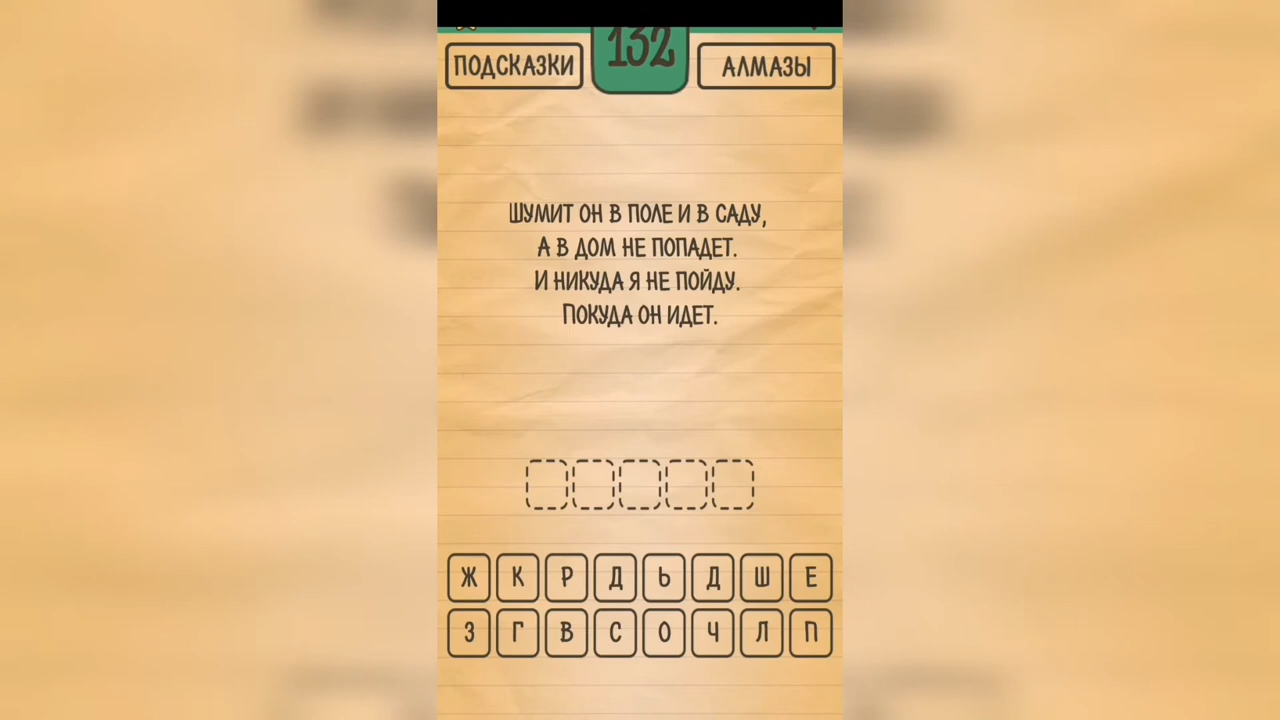 132
ПОДСКАЗКИ
АЛМАЗЫ
ШУМИТ ОН В ПОЛЕ И В САДУ,
А В ДОМ НЕ ПОПАДЕТ.
И НИКУДА Я НЕ ПОЙДУ.
ПОКУДА ОН ИДЕТ.
Ж К Р Д Ь Д Ш Е
З Г В С О Ч Л П